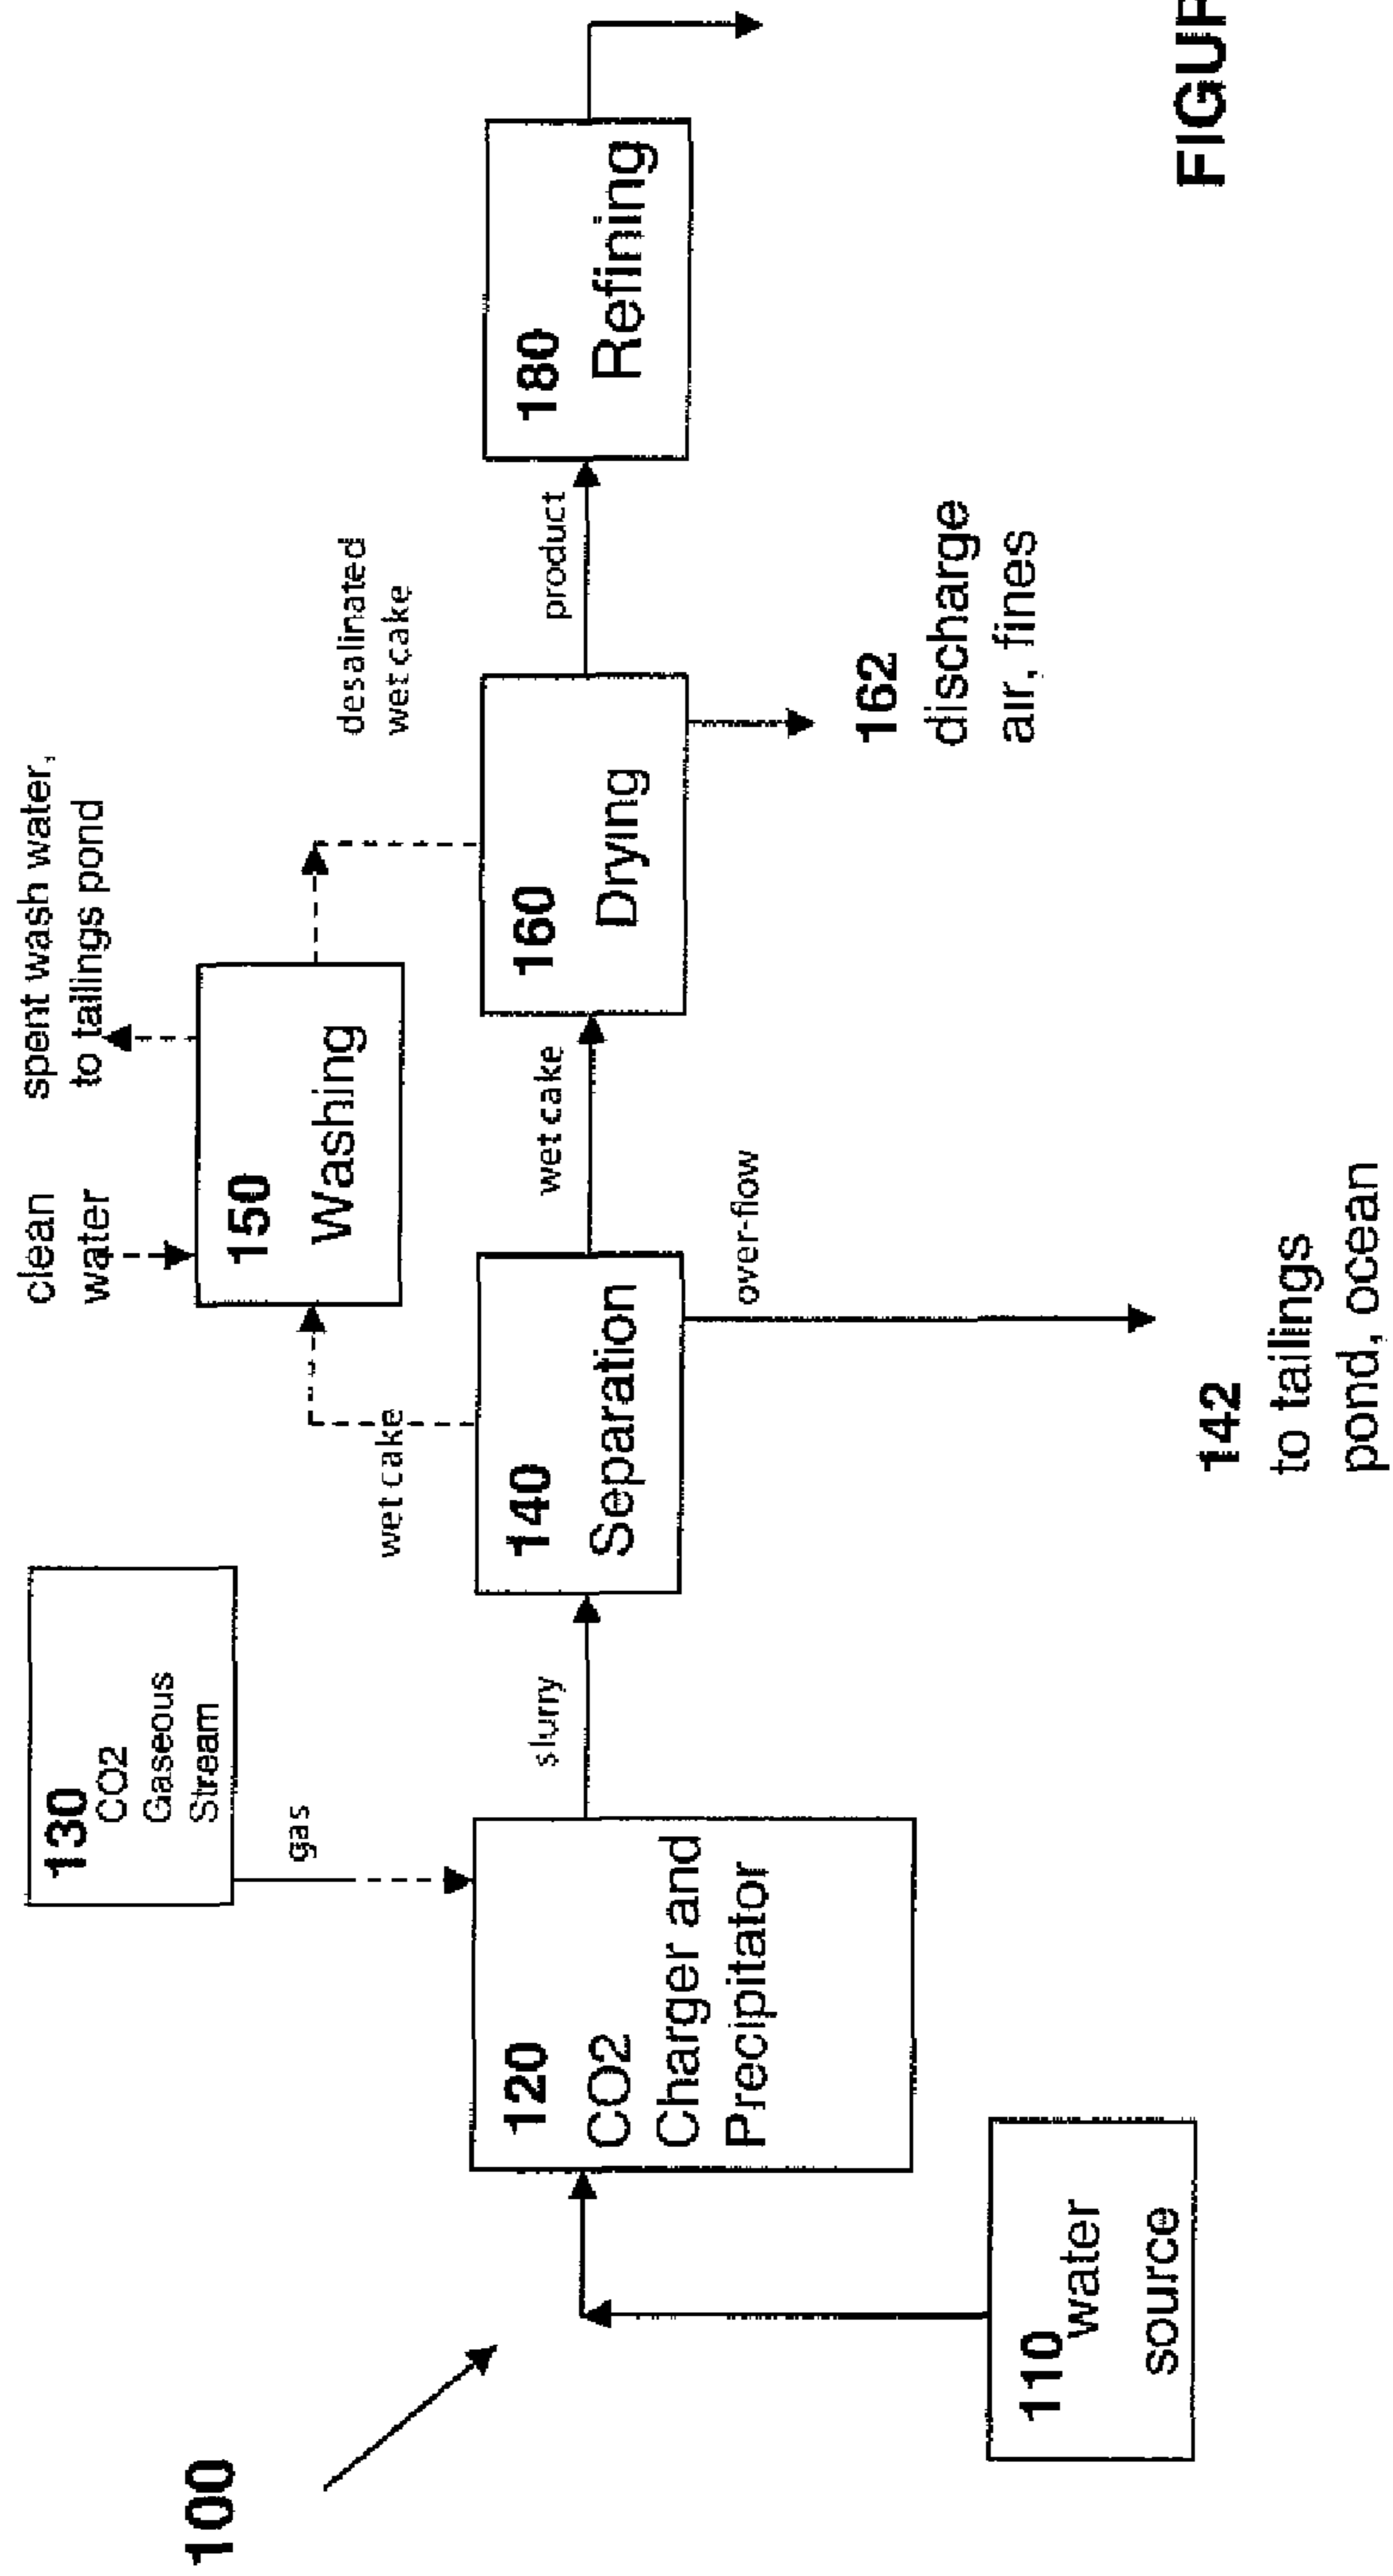 100
110
water
source
120
CO2
Charger and
Precipitator
130
CO2
Gaseous
Stream
gas
slurry
140
Separation
wet cake
wet cake
over-flow
142
to tailings
pond, ocean
clean
water
150
Washing
spent wash water,
to tailings pond
desalinated
wet cake
160
Drying
162
discharge
air, fines
product
180
Refining